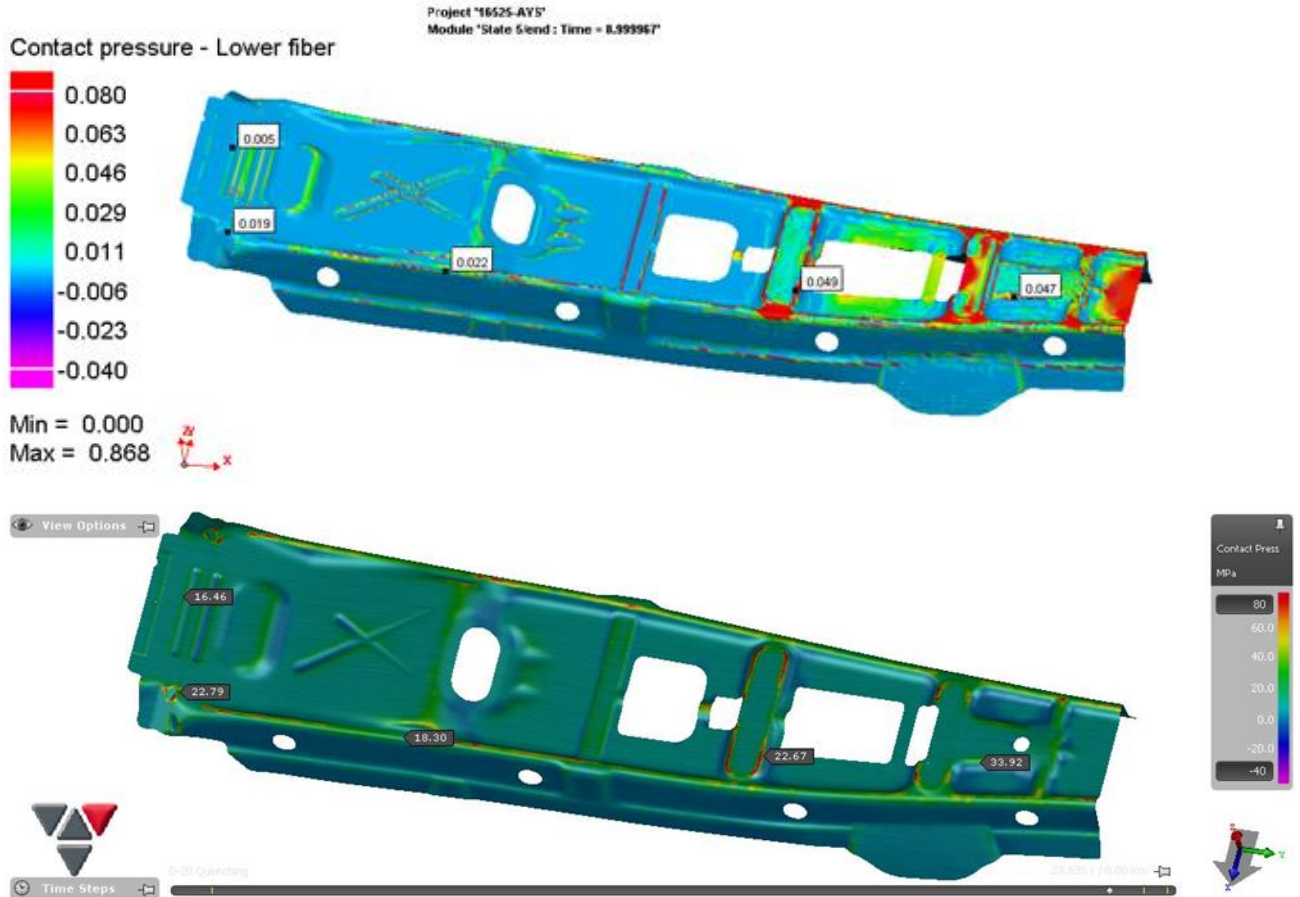 Project "16525-AYS"
Module "State 5/end : Time = 8.999967"
Contact pressure - Lower fiber
0.080
0.063
0.046
0.029
0.011
-0.006
-0.023
-0.040
Min = 0.000
Max = 0.868
X
0.005
0.019
0.022
0.049
0.047
View Options
Contact Press
MPa
80
60.0
40.0
20.0
0.0
-20.0
-40
16.46
22.79
18.30
22.67
33.92
D-20 Quenching
Time Steps
Y
X